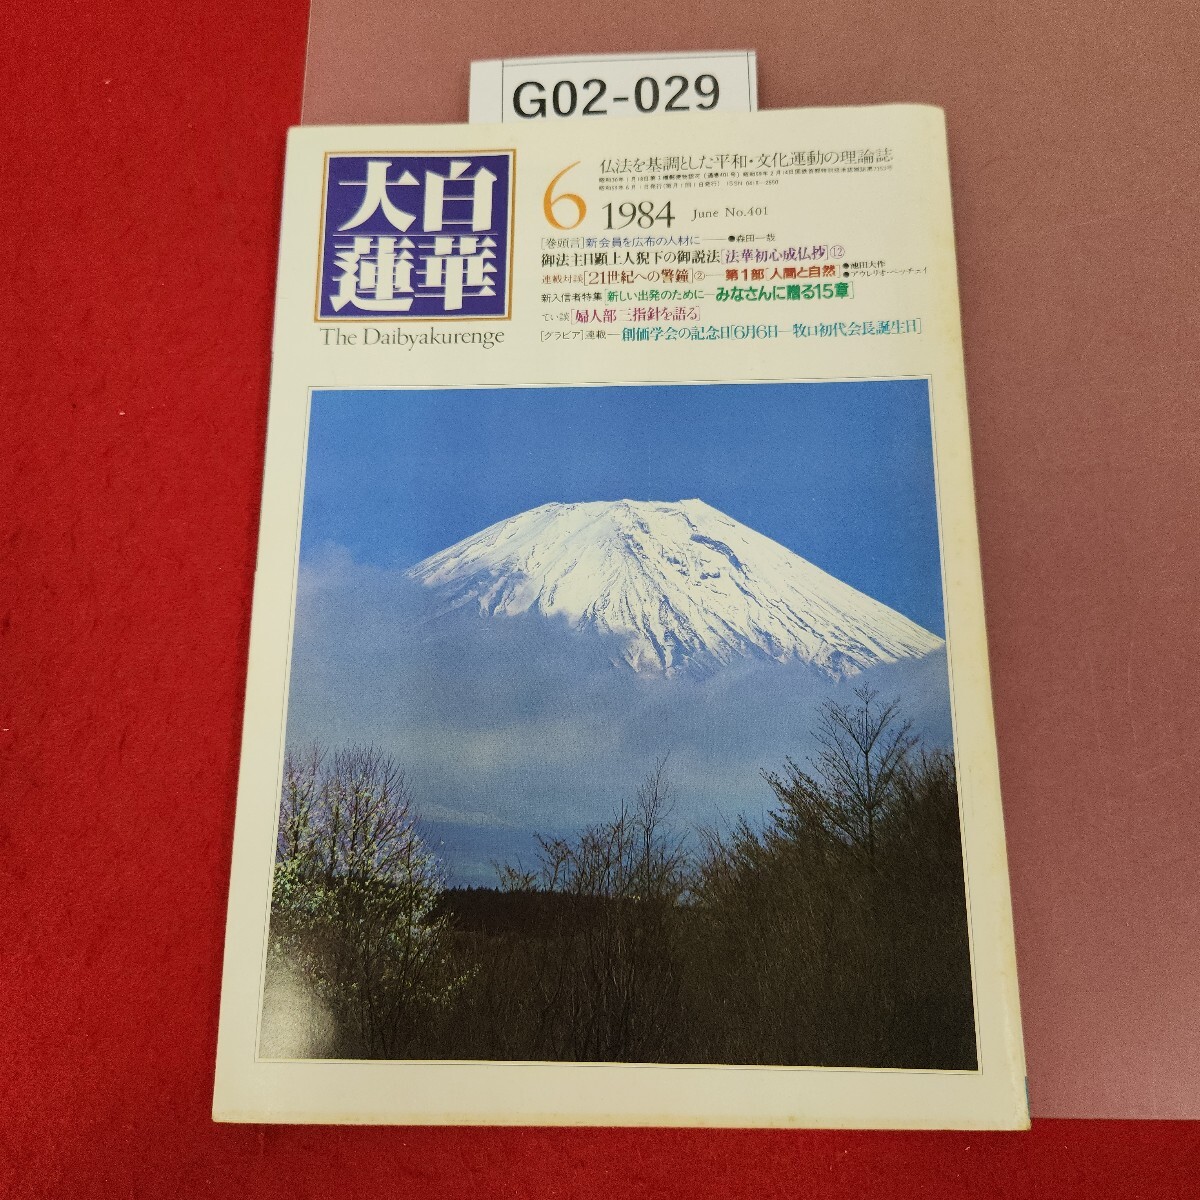 G02-029
大白蓮華
The Daibyakurenge
仏法を基調とした平和・文化運動の理論誌
6 1984 June No.401
[巻頭言]新会員を広布の人材に——●森田一哉
御法主日顕上人猊下の御説法[法華初心成仏抄]⑫
連載対談[21世紀への警鐘]②—第1部「人間と自然」●池田大作 ●アウレリオ・ペッチェイ
新入信者特集[新しい出発のために—みなさんに贈る15章]
てい談[婦人部三指針を語る]
[グラビア]連載—創価学会の記念日「6月6日—牧口初代会長誕生日]